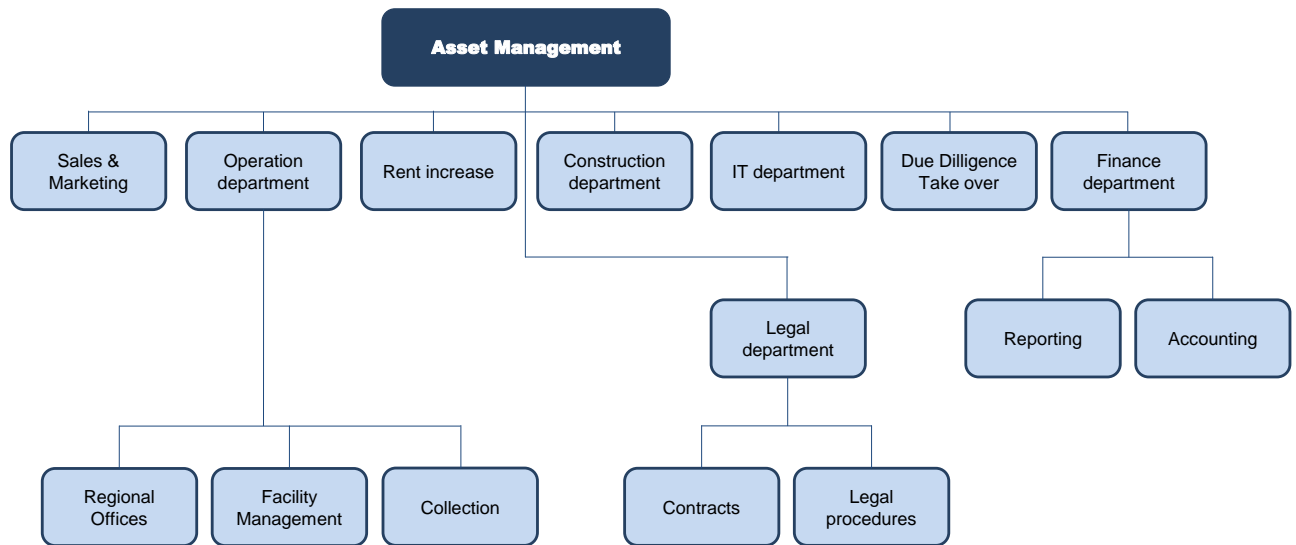 Asset Management
Sales &
Marketing
Operation
department
Rent increase
Construction
department
IT department
Due Dilligence
Take over
Finance
department
Legal
department
Reporting
Accounting
Regional
Offices
Facility
Management
Collection
Contracts
Legal
procedures